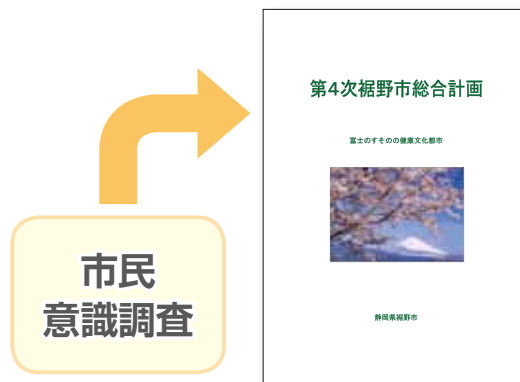 第4次裾野市総合計画
富士のすそのの健康文化都市
静岡県裾野市
市民
意識調査